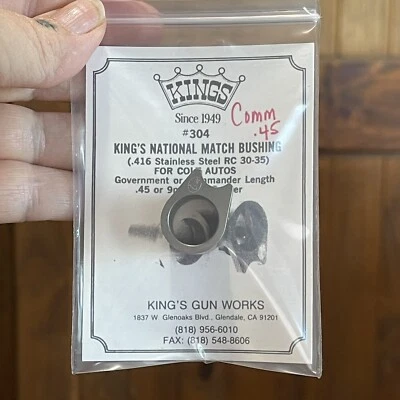 KINGS
Since 1949
#304
Comm
.45
KING'S NATIONAL MATCH BUSHING
(.416 Stainless Steel RC 30-35)
FOR COLT AUTOS
Government or Commander Length
.45 or
KING'S GUN WORKS
1837 W. Glenoaks Blvd., Glendale, CA 91201
(818) 956-6010
FAX: (818) 548-8606